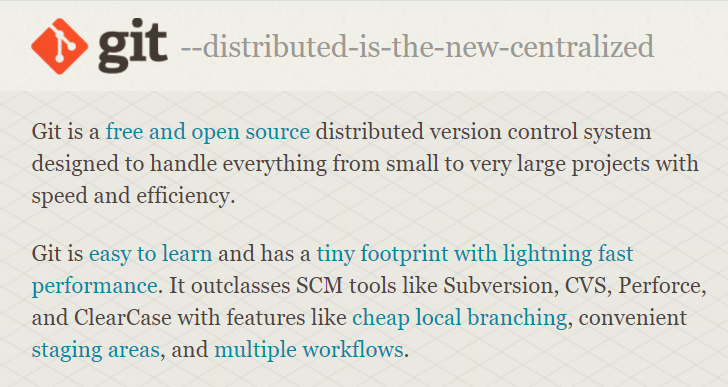 git --distributed-is-the-new-centralized
Git is a free and open source distributed version control system
designed to handle everything from small to very large projects with
speed and efficiency.
Git is easy to learn and has a tiny footprint with lightning fast
performance. It outclasses SCM tools like Subversion, CVS, Perforce,
and ClearCase with features like cheap local branching, convenient
staging areas, and multiple workflows.